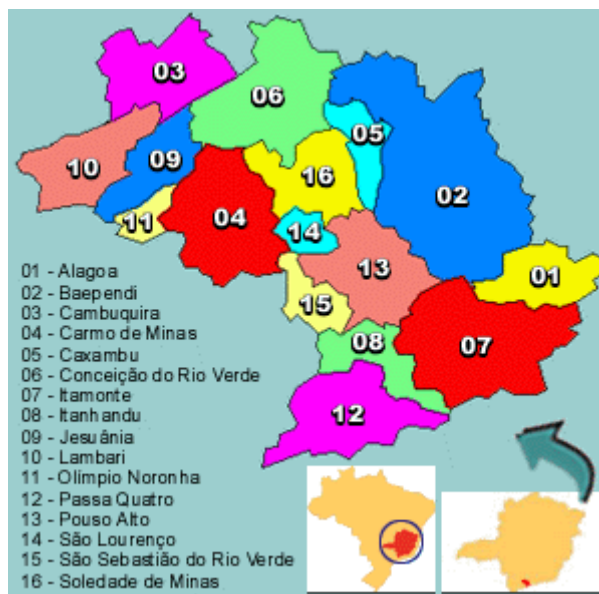 03
06
05
10
09
16
02
11
04
14
13
01
15
08
07
12
01 - Alagoa
02 - Baependi
03 - Cambuquira
04 - Carmo de Minas
05 - Caxambu
06 - Conceição do Rio Verde
07 - Itamonte
08 - Itanhandu
09 - Jesuânia
10 - Lambari
11 - Olímpio Noronha
12 - Passa Quatro
13 - Pouso Alto
14 - São Lourenço
15 - São Sebastião do Rio Verde
16 - Soledade de Minas